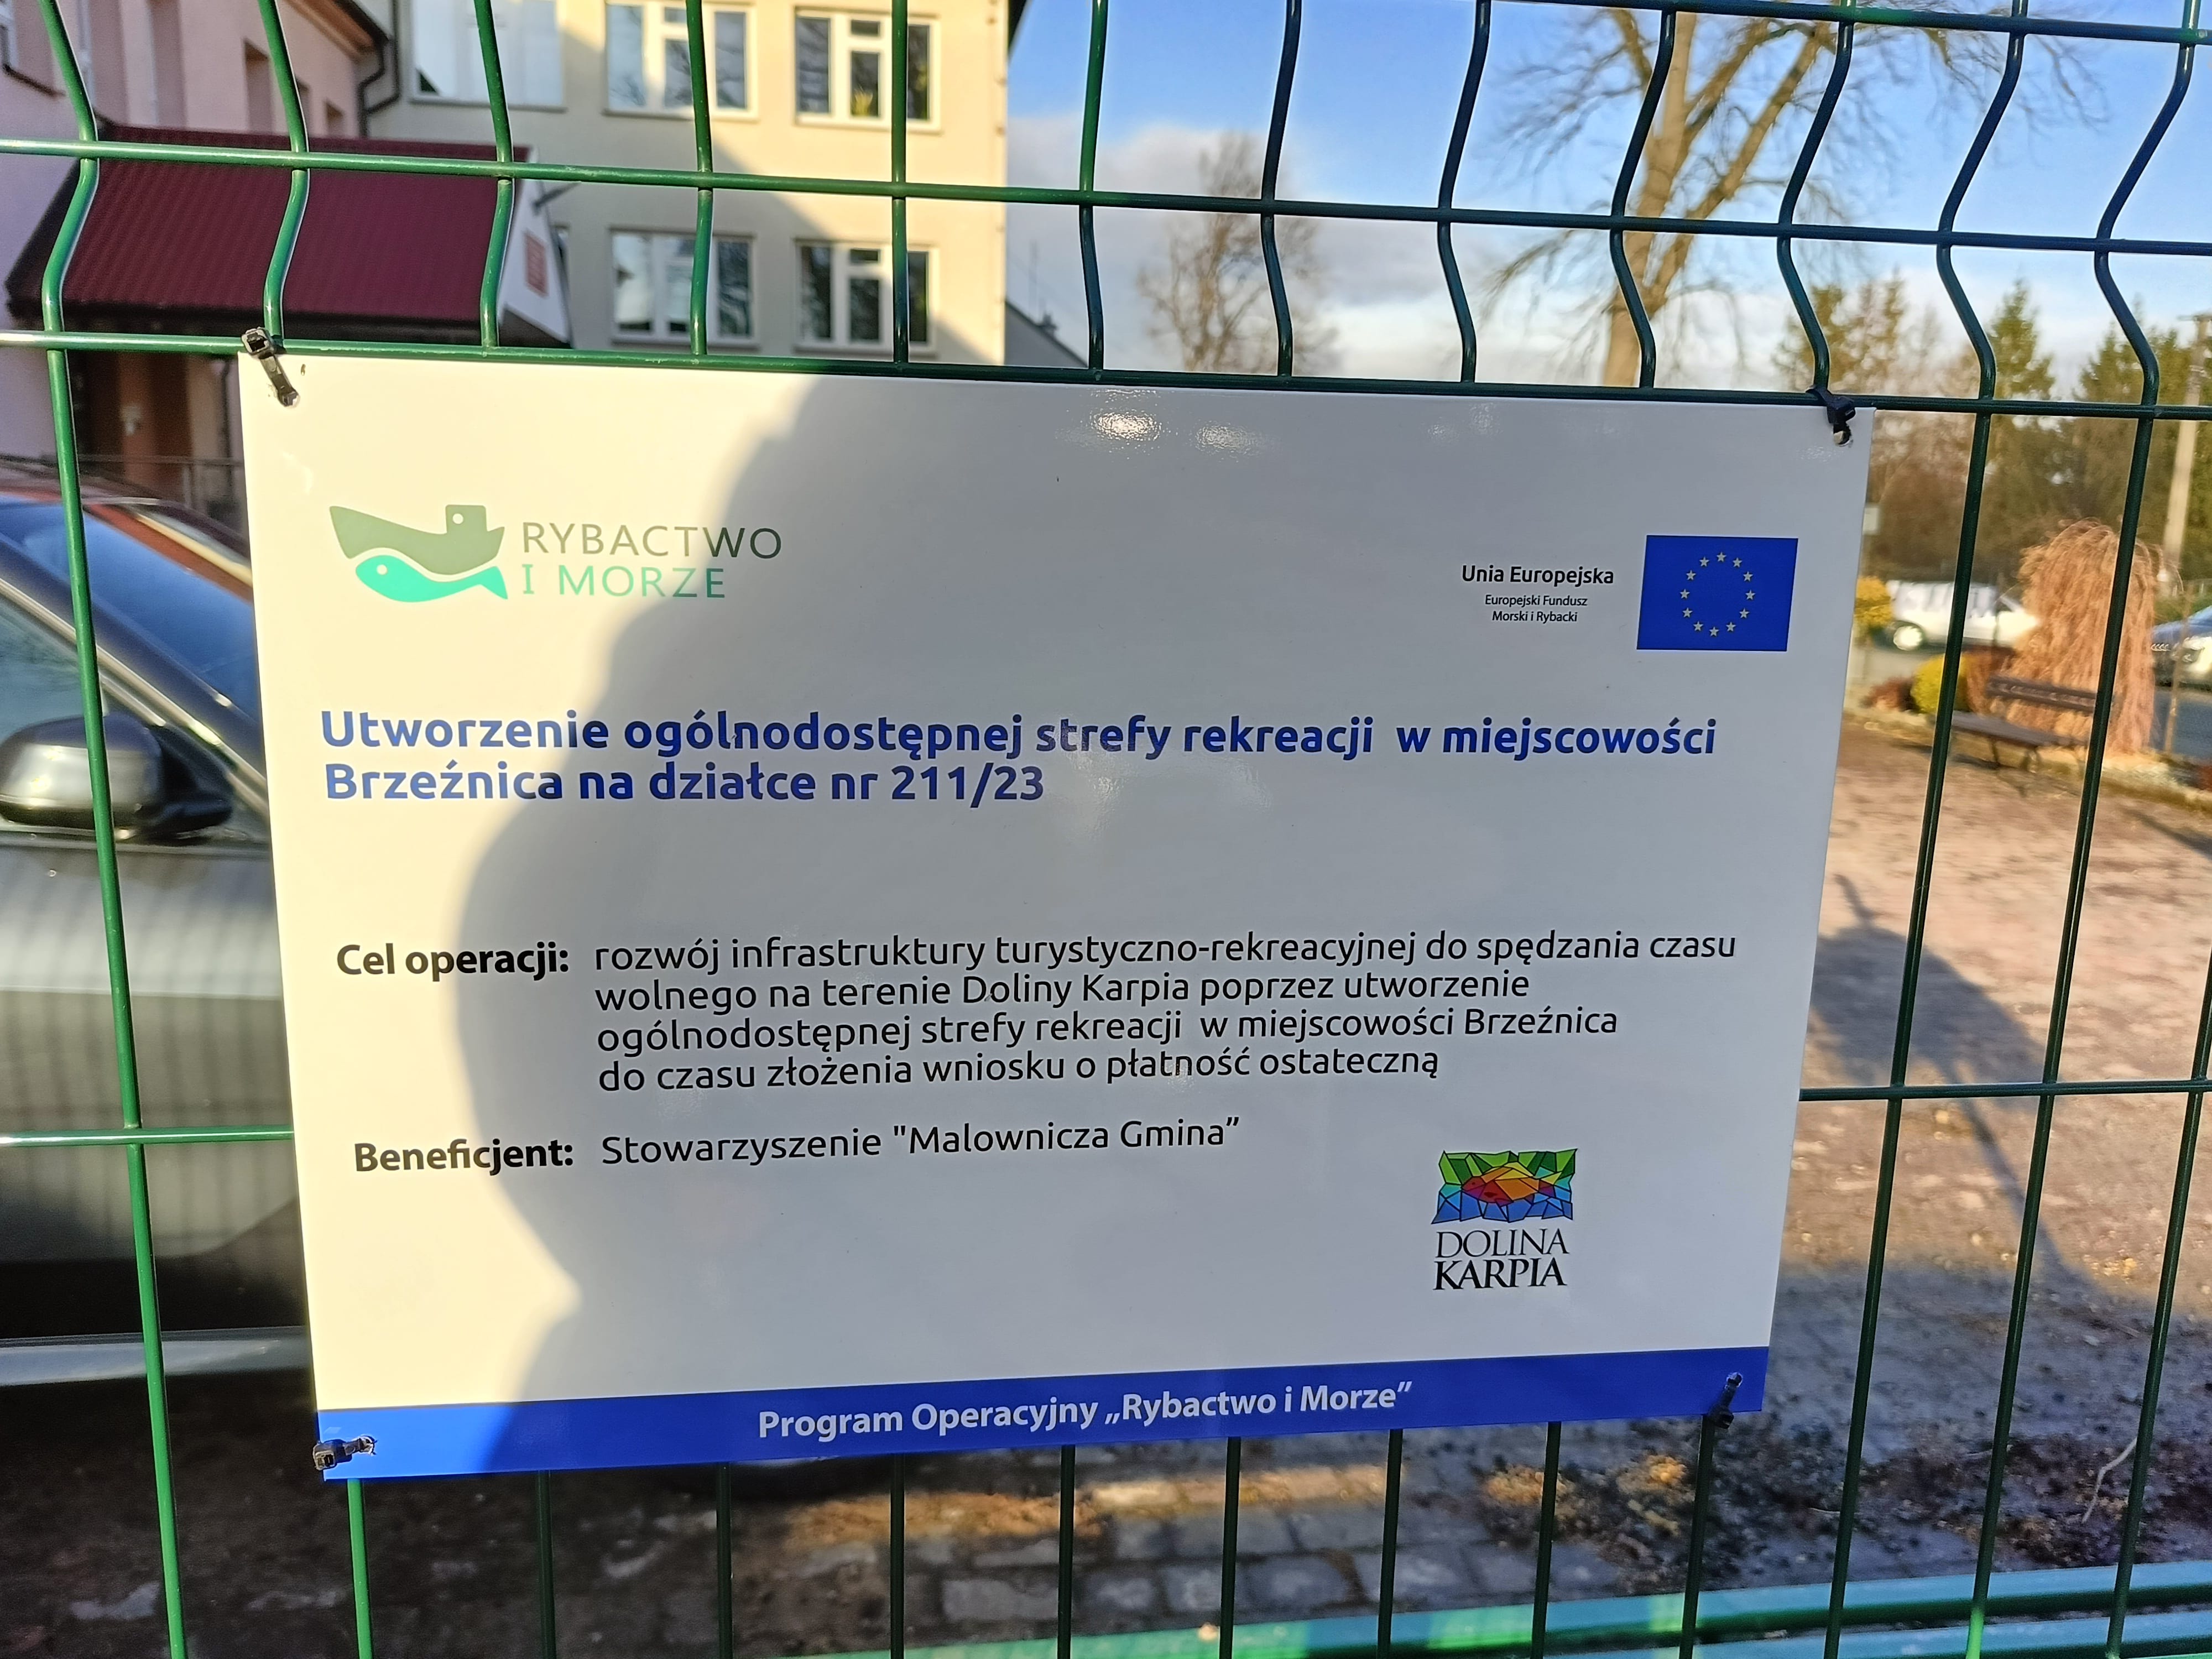 RYBACTWO
I MORZE
Unia Europejska
Europejski Fundusz
Morski i Rybacki
Utworzenie ogólnodostępnej strefy rekreacji w miejscowości
Brzeźnica na działce nr 211/23
Cel operacji: rozwój infrastruktury turystyczno-rekreacyjnej do spędzania czasu
wolnego na terenie Doliny Karpia poprzez utworzenie
ogólnodostępnej strefy rekreacji w miejscowości Brzeźnica
do czasu złożenia wniosku o płatność ostateczną
Beneficjent: Stowarzyszenie "Malownicza Gmina”
DOLINA
KARPIA
Program Operacyjny „Rybactwo i Morze”